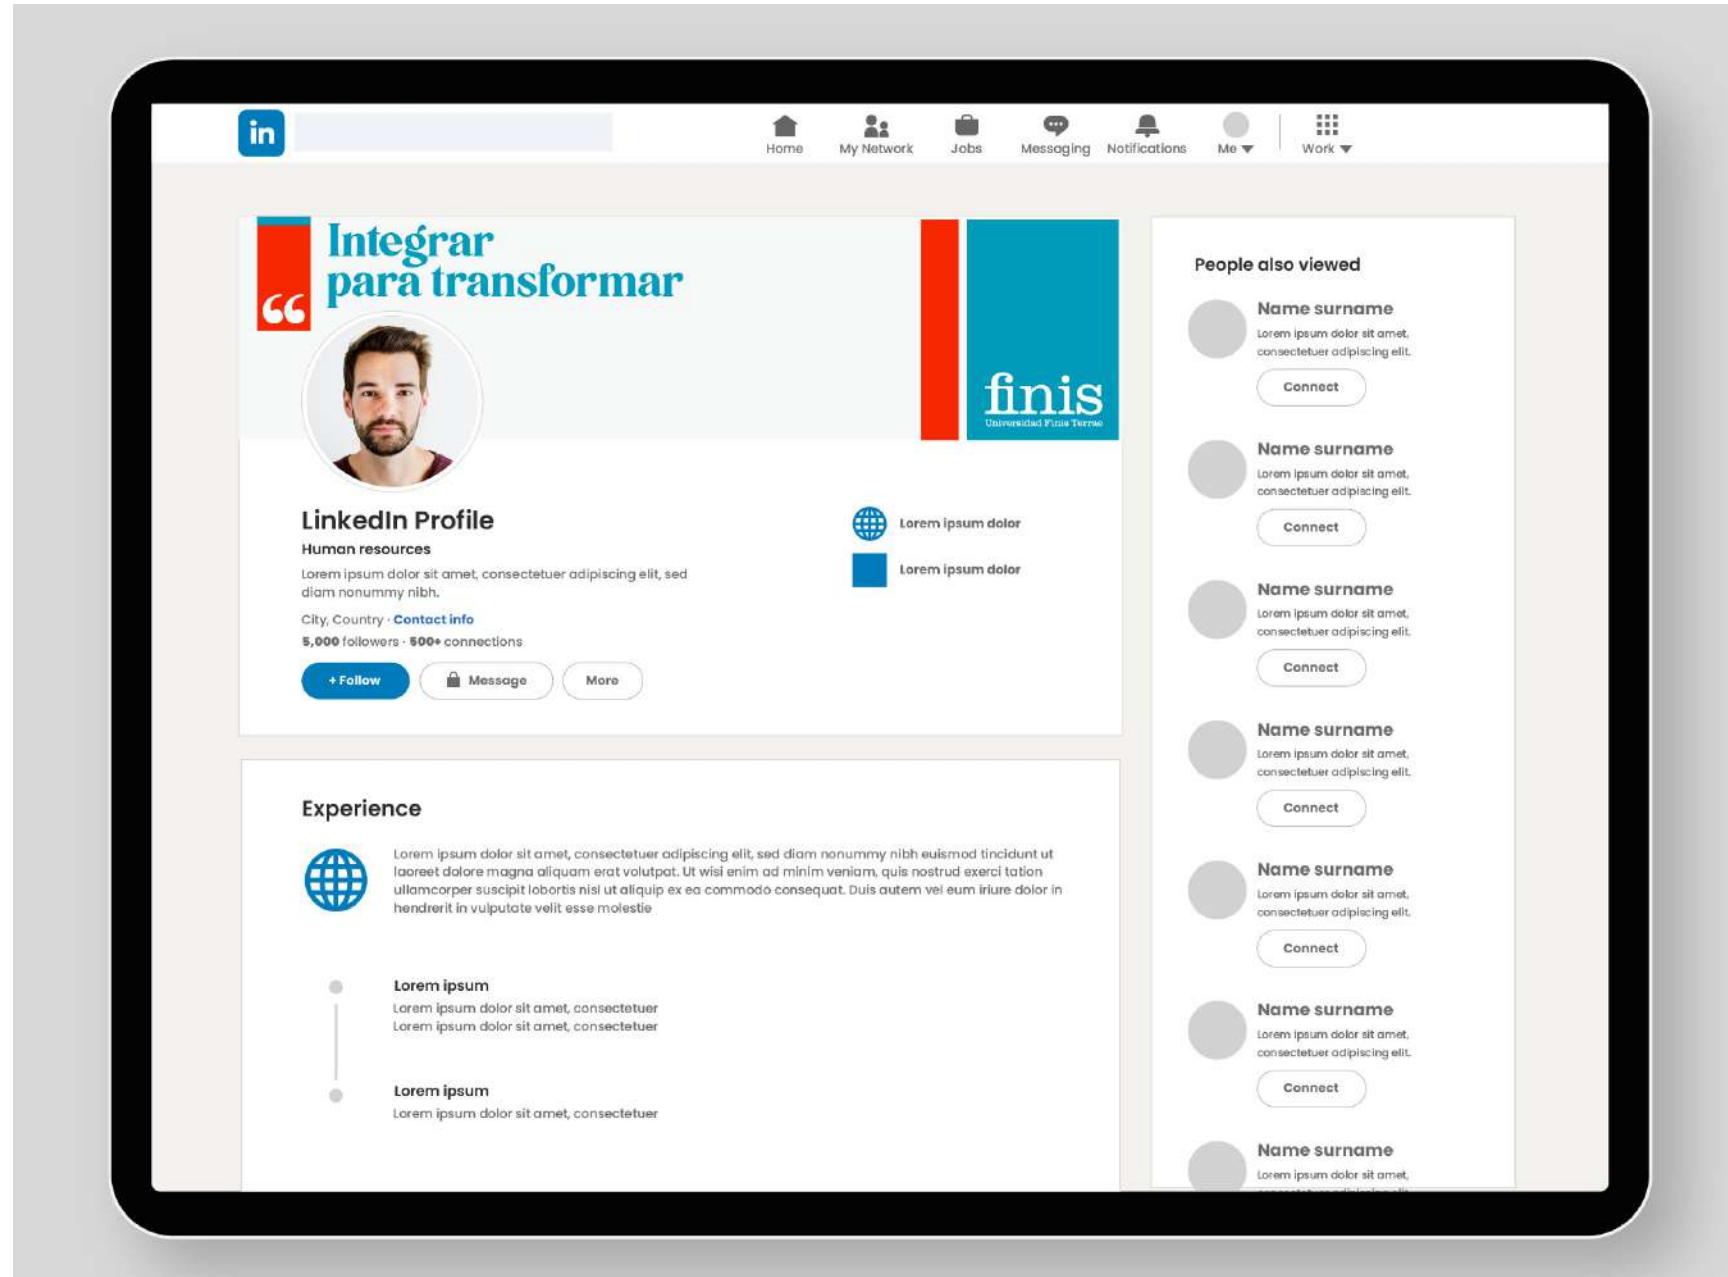 in
Home
My Network
Jobs
Messaging
Notifications
Me
Work
Integrar
para transformar
finis
Universidad Finis Terrae
LinkedIn Profile
Human resources
Lorem ipsum dolor sit amet, consectetuer adipiscing elit, sed
diam nonummy nibh.
City, Country · Contact info
5,000 followers · 500+ connections
+ Follow
Message
More
Lorem ipsum dolor
Lorem ipsum dolor
Experience
Lorem ipsum dolor sit amet, consectetuer adipiscing elit, sed diam nonummy nibh euismod tincidunt ut
laoreet dolore magna aliquam erat volutpat. Ut wisi enim ad minim veniam, quis nostrud exerci tation
ullamcorper suscipit lobortis nisl ut aliquip ex ea commodo consequat. Duis autem vel eum iriure dolor in
hendrerit in vulputate velit esse molestie
Lorem ipsum
Lorem ipsum dolor sit amet, consectetuer
Lorem ipsum dolor sit amet, consectetuer
Lorem ipsum
Lorem ipsum dolor sit amet, consectetuer
People also viewed
Name surname
Lorem ipsum dolor sit amet,
consectetuer adipiscing elit.
Connect
Name surname
Lorem ipsum dolor sit amet,
consectetuer adipiscing elit.
Connect
Name surname
Lorem ipsum dolor sit amet,
consectetuer adipiscing elit.
Connect
Name surname
Lorem ipsum dolor sit amet,
consectetuer adipiscing elit.
Connect
Name surname
Lorem ipsum dolor sit amet,
consectetuer adipiscing elit.
Connect
Name surname
Lorem ipsum dolor sit amet,
consectetuer adipiscing elit.
Connect
Name surname
Lorem ipsum dolor sit amet,